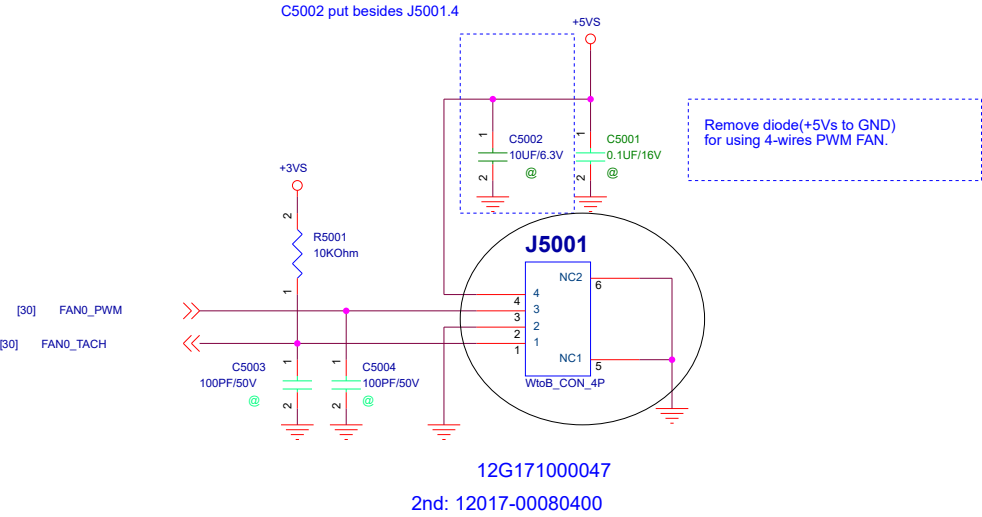 C5002 put besides J5001.4
+5VS
Remove diode(+5Vs to GND)
for using 4-wires PWM FAN.
1
C5002
10UF/6.3V
@
2
1
C5001
0.1UF/16V
@
2
+3VS
2
R5001
10KOhm
1
J5001
NC2
6
4
4
3
3
2
2
1
1
NC1
5
WtoB_CON_4P
[30] FAN0_PWM
[30] FAN0_TACH
C5003
100PF/50V
@
1
2
1
C5004
100PF/50V
@
2
12G171000047
2nd: 12017-00080400